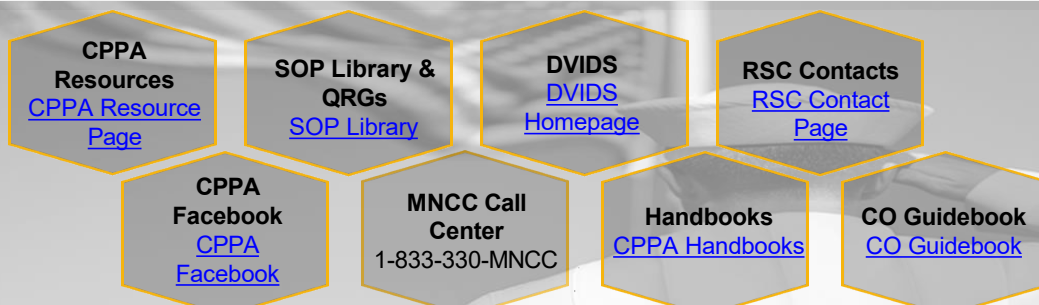 CPPA
Resources
CPPA Resource
Page
SOP Library &
QRGs
SOP Library
DVIDS
DVIDS
Homepage
RSC Contacts
RSC Contact
Page
CPPA
Facebook
CPPA
Facebook
MNCC Call
Center
1-833-330-MNCC
Handbooks
CPPA Handbooks
CO Guidebook
CO Guidebook